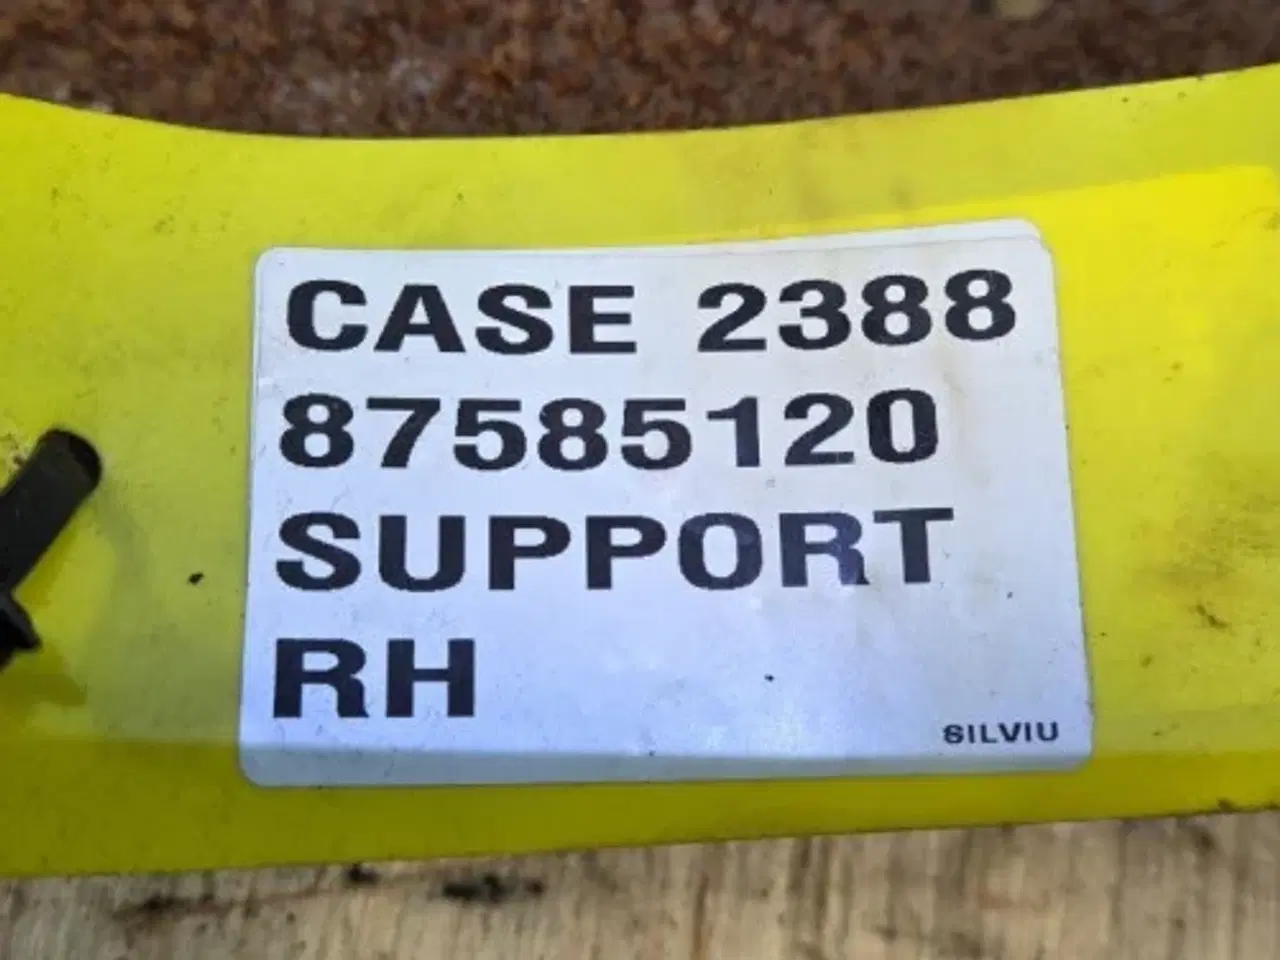 CASE 2388
87585120
SUPPORT
RH
SILVIU